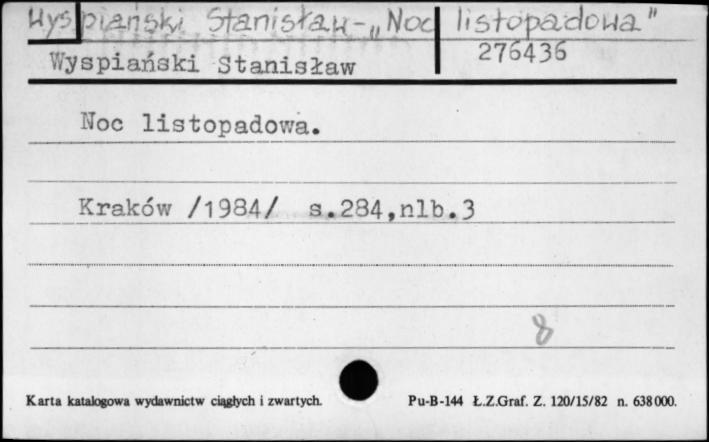 Wyspiański Stanisław - „Noc listopadowa"
276436
Wyspiański Stanisław
Noc listopadowa.
Kraków /1984/ s.284,nlb.3
8
Karta katalogowa wydawnictw ciągłych i zwartych. Pu-B-144 Ł.Z.Graf. Z. 120/15/82 n. 638000.